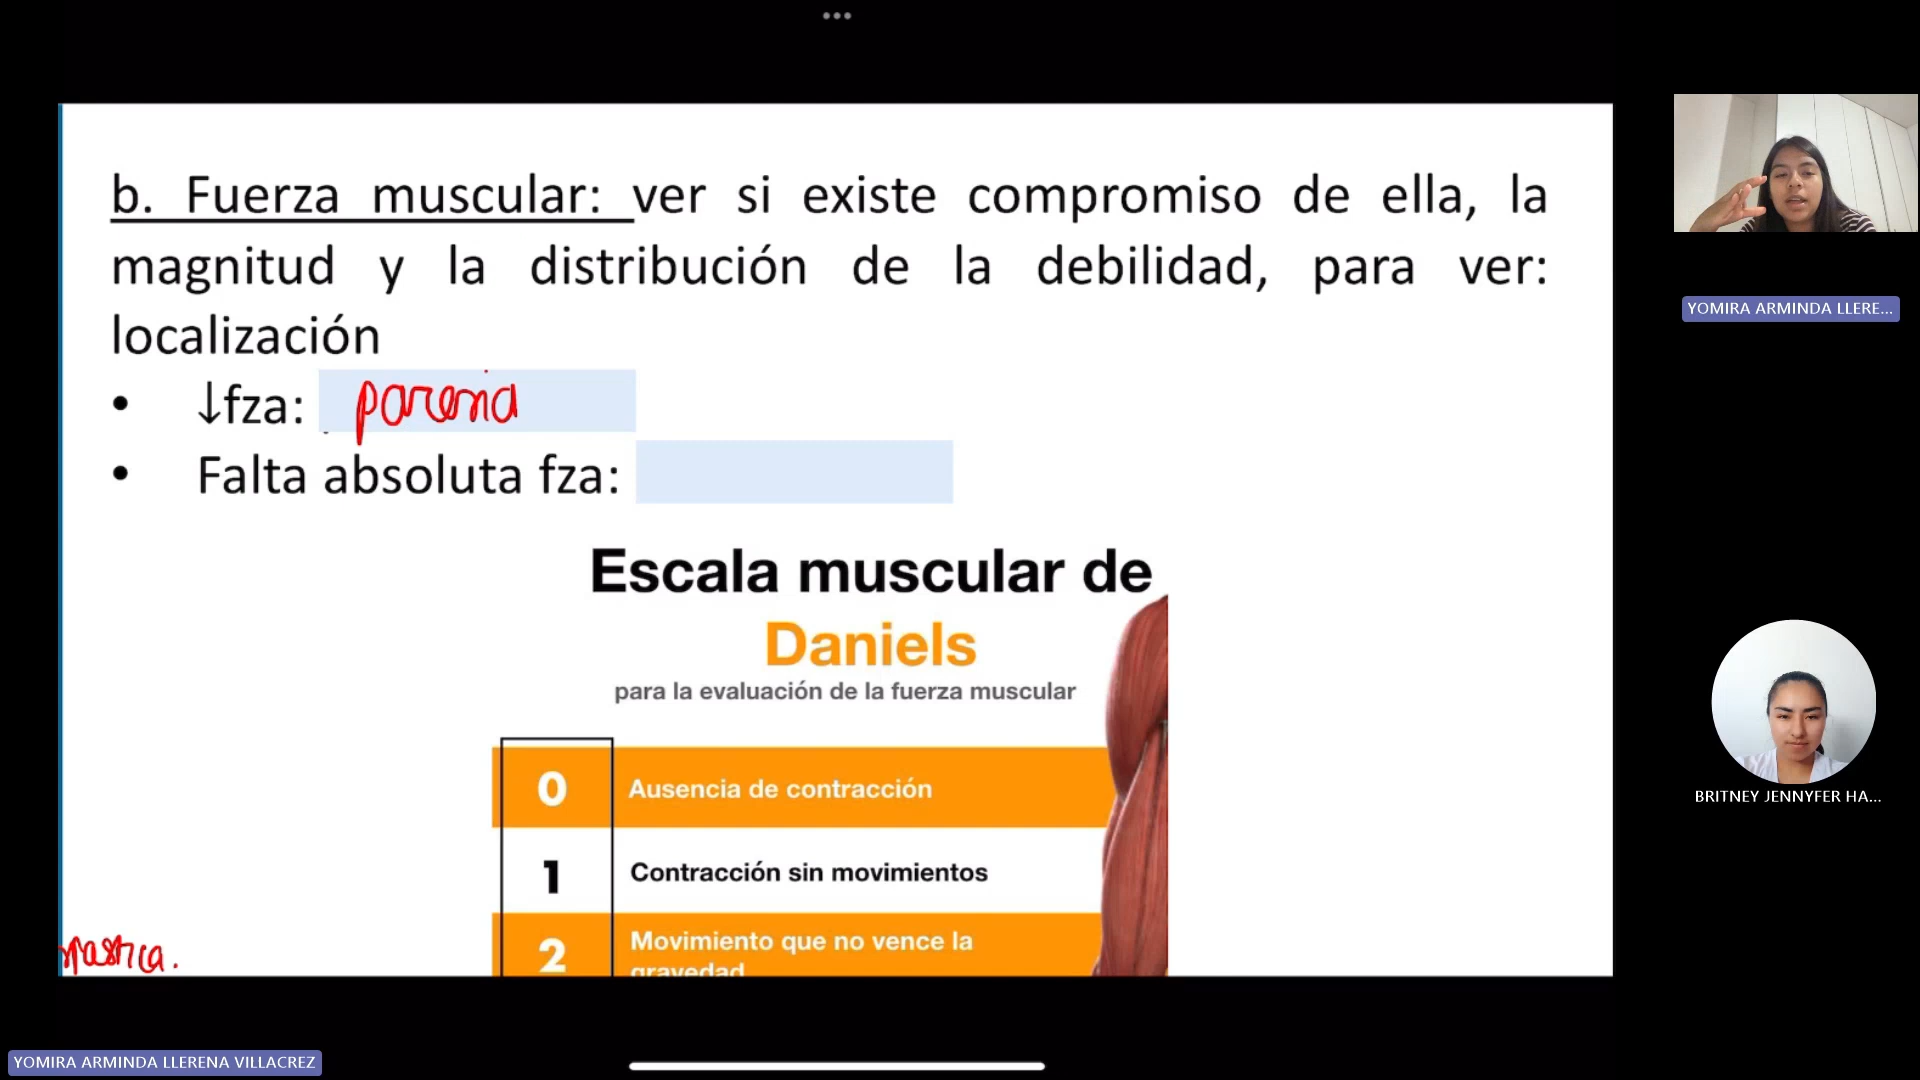 b. Fuerza muscular: ver si existe compromiso de ella, la
magnitud y la distribución de la debilidad, para ver:
localización
• ↓fza: paresia
• Falta absoluta fza:
Escala muscular de
Daniels
para la evaluación de la fuerza muscular
0 Ausencia de contracción
1 Contracción sin movimientos
2 Movimiento que no vence la
gravedad
YOMIRA ARMINDA LLERE...
BRITNEY JENNYFER HA...
YOMIRA ARMINDA LLERENA VILLACREZ